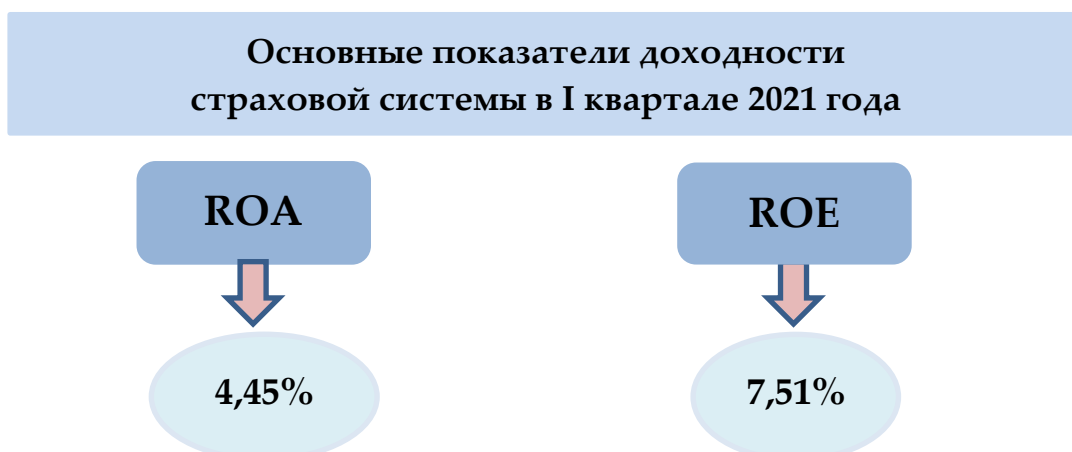 Основные показатели доходности
страховой системы в I квартале 2021 года
ROA
ROE
4,45%
7,51%